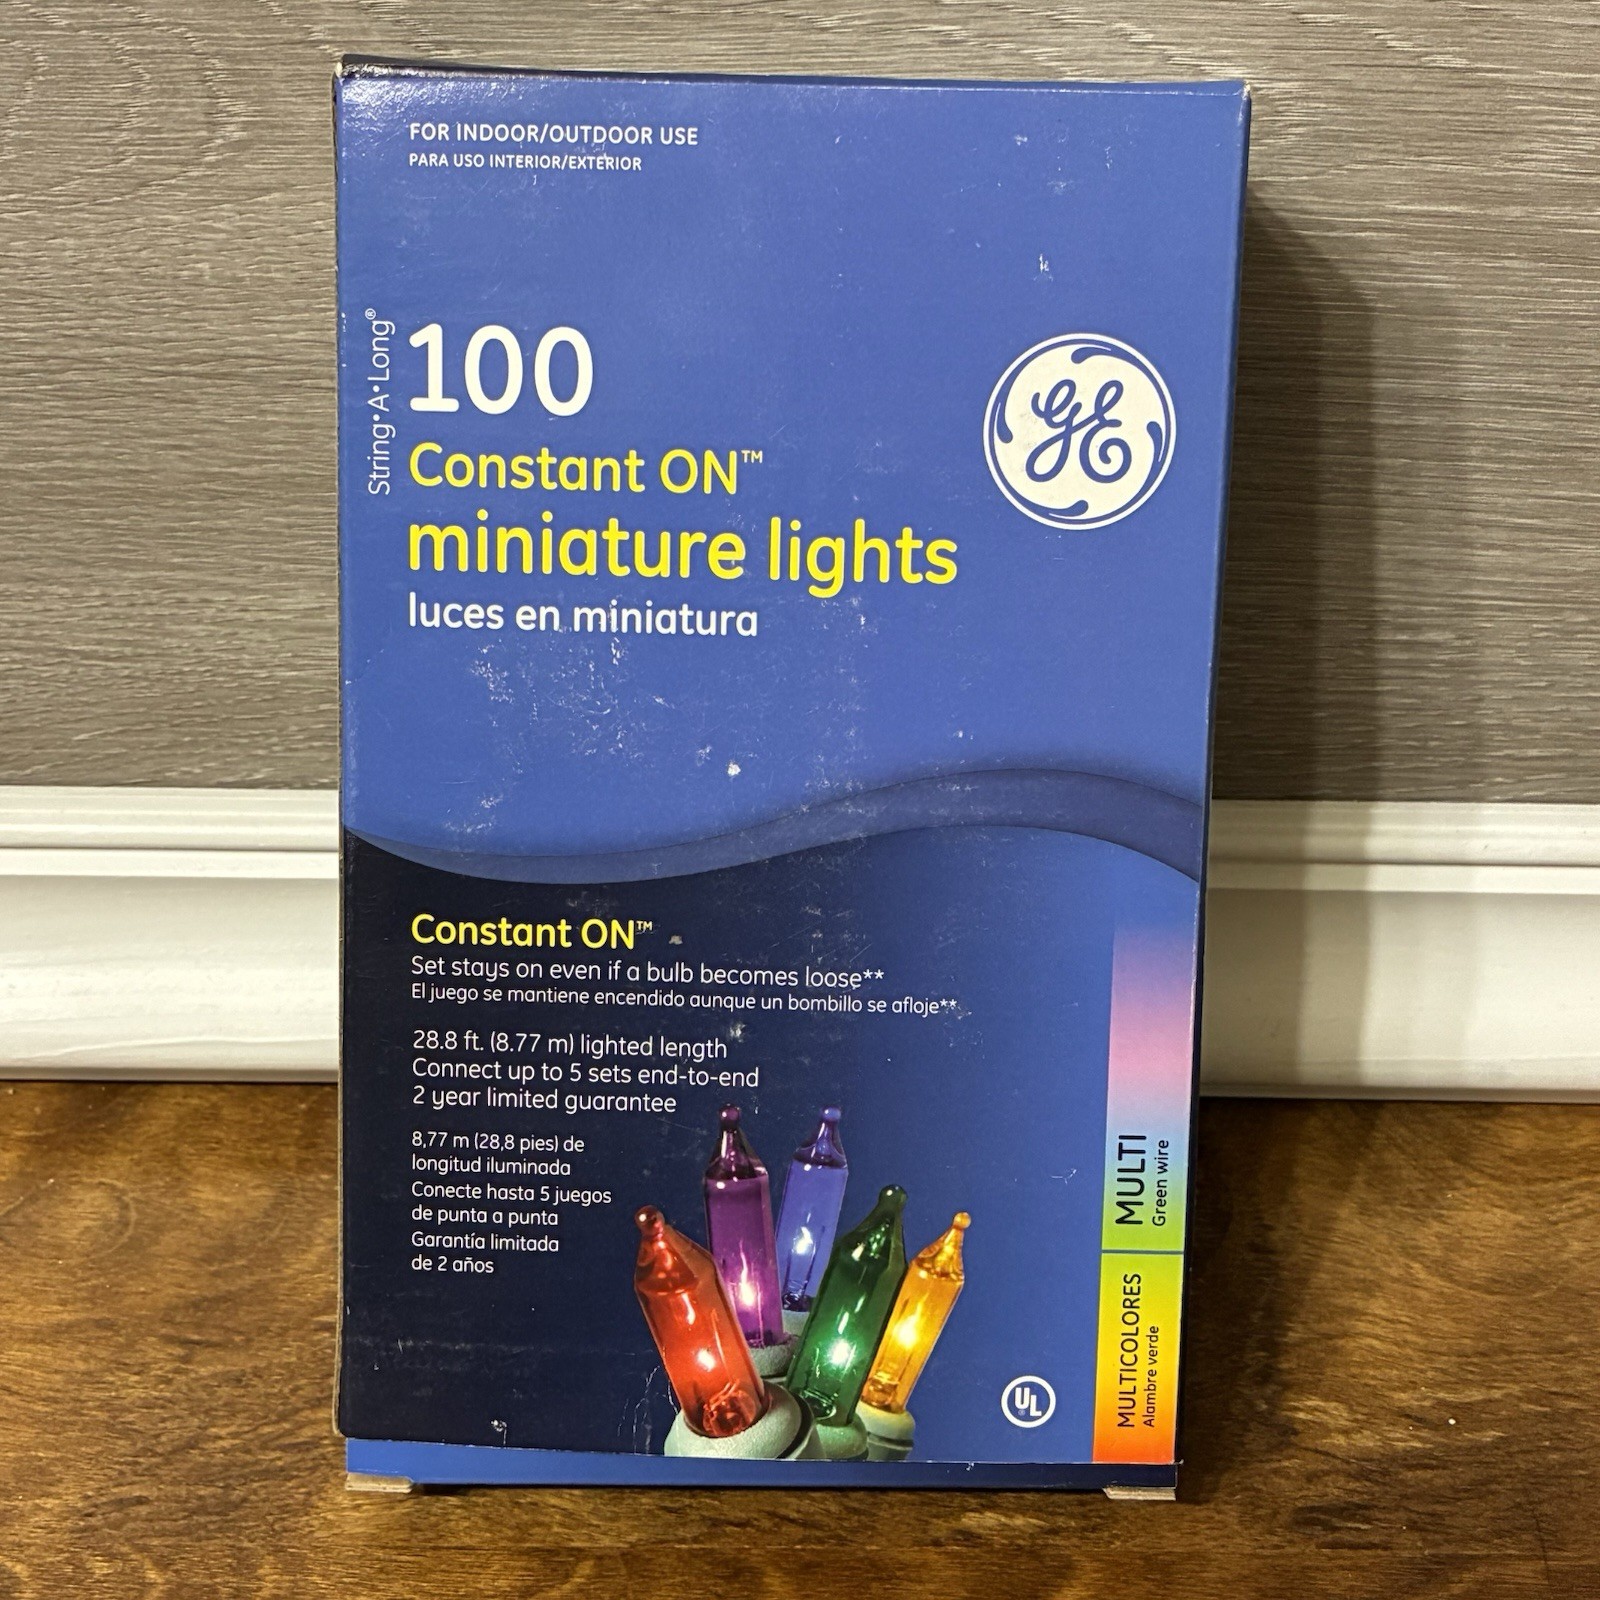 FOR INDOOR/OUTDOOR USE
PARA USO INTERIOR/EXTERIOR
String•A•Long®
100
Constant ON™
miniature lights
luces en miniatura
GE
Constant ON™
Set stays on even if a bulb becomes loose**
El juego se mantiene encendido aunque un bombillo se afloje**
28.8 ft. (8.77 m) lighted length
Connect up to 5 sets end-to-end
2 year limited guarantee
8,77 m (28,8 pies) de
longitud iluminada
Conecte hasta 5 juegos
de punta a punta
Garantía limitada
de 2 años
UL
MULTI
Green wire
MULTICOLORES
Alambre verde